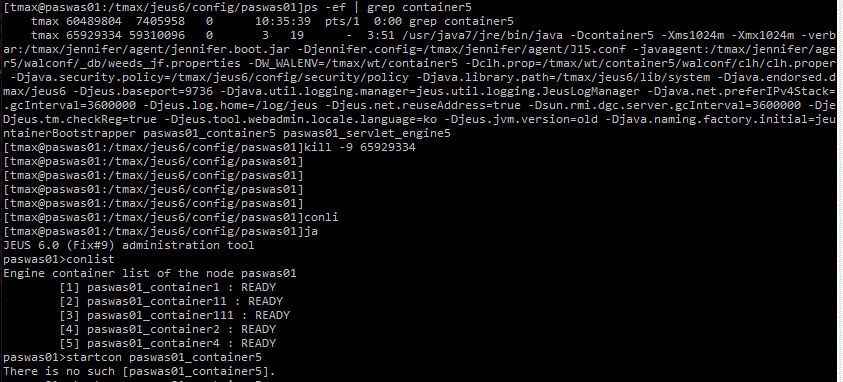 [tmax@paswas01:/tmax/jeus6/config/paswas01]ps -ef | grep container5
tmax 60489804 7405958 0 10:35:39 pts/1 0:00 grep container5
tmax 65929334 59310096 0 3 19 - 3:51 /usr/java7/jre/bin/java -Dcontainer5 -Xms1024m -Xmx1024m -verb
ar:/tmax/jennifer/agent/jennifer.boot.jar -Djennifer.config=/tmax/jennifer/agent/J15.conf -javaagent:/tmax/jennifer/age
r5/walconf/_db/weeds_jf.properties -DW_WALENV=/tmax/wt/container5 -Dclh.prop=/tmax/wt/container5/walconf/clh/clh.proper
-Djava.security.policy=/tmax/jeus6/config/security/policy -Djava.library.path=/tmax/jeus6/lib/system -Djava.endorsed.d
max/jeus6 -Djeus.baseport=9736 -Djava.util.logging.manager=jeus.util.logging.JeusLogManager -Djava.net.preferIPv4Stack=
.gcInterval=3600000 -Djeus.log.home=/log/jeus -Djeus.net.reuseAddress=true -Dsun.rmi.dgc.server.gcInterval=3600000 -Dje
Djeus.tm.checkReg=true -Djeus.tool.webadmin.locale.language=ko -Djeus.jvm.version=old -Djava.naming.factory.initial=jeu
ntainerBootstrapper paswas01_container5 paswas01_servlet_engine5
[tmax@paswas01:/tmax/jeus6/config/paswas01]kill -9 65929334
[tmax@paswas01:/tmax/jeus6/config/paswas01]
[tmax@paswas01:/tmax/jeus6/config/paswas01]
[tmax@paswas01:/tmax/jeus6/config/paswas01]
[tmax@paswas01:/tmax/jeus6/config/paswas01]
[tmax@paswas01:/tmax/jeus6/config/paswas01]conli
[tmax@paswas01:/tmax/jeus6/config/paswas01]ja
JEUS 6.0 (Fix#9) administration tool
paswas01>conlist
Engine container list of the node paswas01
[1] paswas01_container1 : READY
[2] paswas01_container11 : READY
[3] paswas01_container111 : READY
[4] paswas01_container2 : READY
[5] paswas01_container4 : READY
paswas01>startcon paswas01_container5
There is no such [paswas01_container5].